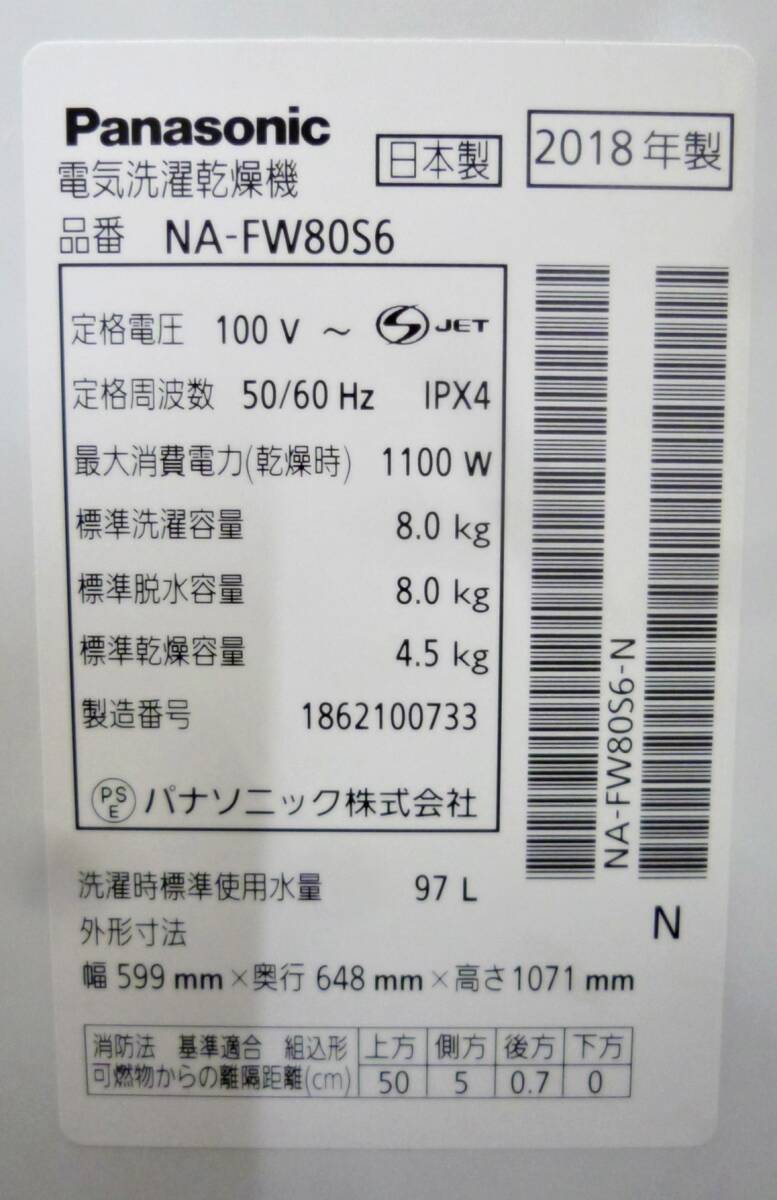 Panasonic
電気洗濯乾燥機
日本製
2018年製
品番 NA-FW80S6
定格電圧 100 V ～ S JET
定格周波数 50/60 Hz IPX4
最大消費電力(乾燥時) 1100 W
標準洗濯容量 8.0 kg
標準脱水容量 8.0 kg
標準乾燥容量 4.5 kg
製造番号 1862100733
PSE パナソニック株式会社
NA-FW80S6-N
N
洗濯時標準使用水量 97 L
外形寸法
幅 599 mm×奥行 648 mm×高さ1071 mm
消防法 基準適合 組込形 上方 側方 後方 下方
可燃物からの離隔距離(cm) 50 5 0.7 0